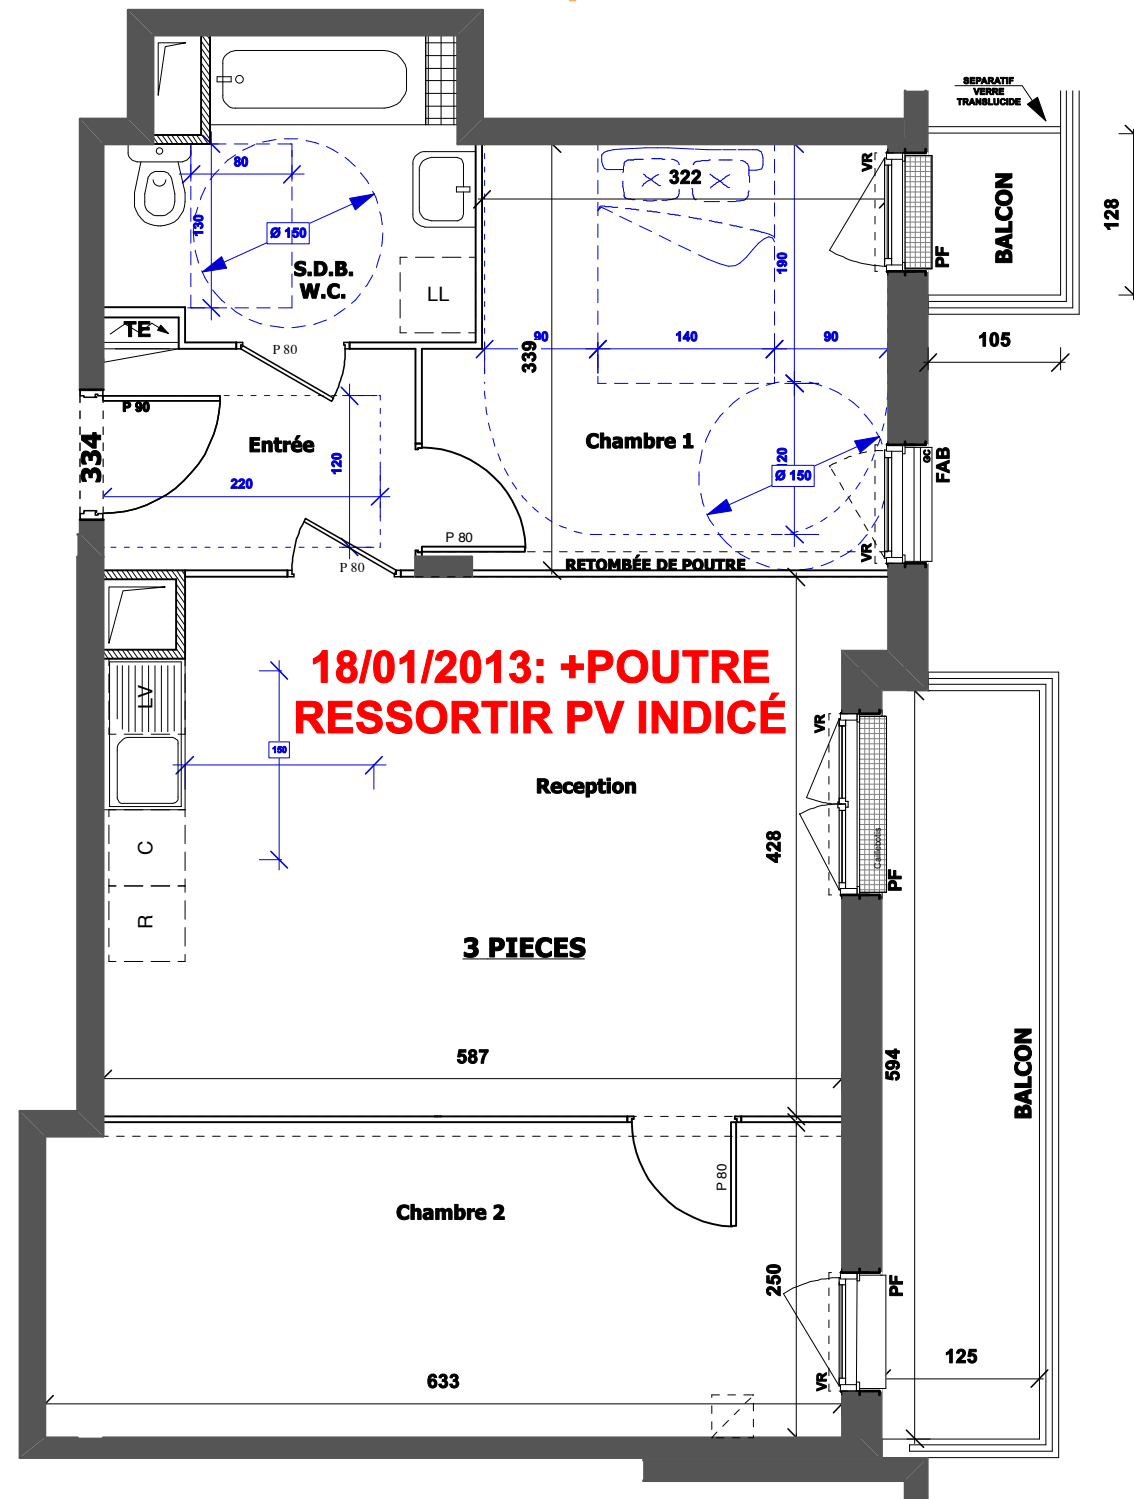 SEPARATIF
VERRE
TRANSLUCIDE
80
130
Ø 150
S.D.B.
W.C.
LL
322
190
VR
PF
BALCON
128
105
TE
P 80
339
90
140
90
P 90
334
Entrée
120
220
Chambre 1
120
Ø 150
GC
FAB
VR
P 80
P 80
RETOMBÉE DE POUTRE
18/01/2013: +POUTRE
RESSORTIR PV INDICÉ
LV
150
VR
Reception
428
Caillebotis
PF
C
R
3 PIECES
587
594
BALCON
P 80
Chambre 2
250
PF
125
633
VR